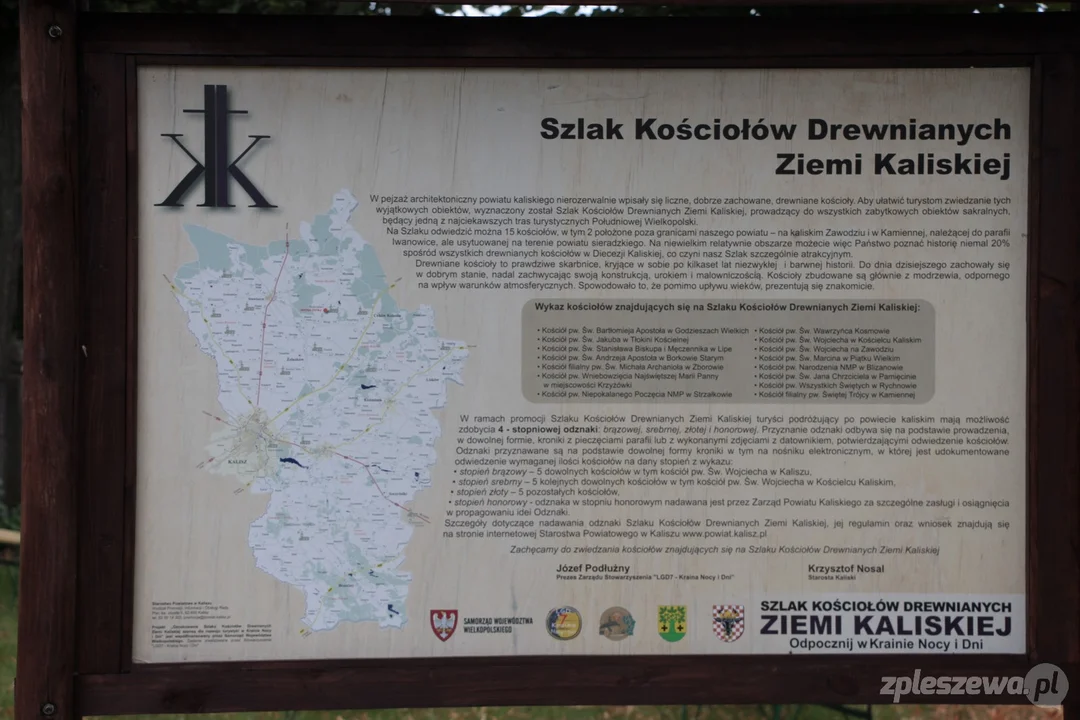 Szlak Kościołów Drewnianych
Ziemi Kaliskiej
W pejzaż architektoniczny powiatu kaliskiego nierozerwalnie wpisały się liczne, dobrze zachowane, drewniane kościoły. Aby ułatwić turystom zwiedzanie tych
wyjątkowych obiektów, wyznaczony został Szlak Kościołów Drewnianych Ziemi Kaliskiej, prowadzący do wszystkich zabytkowych obiektów sakralnych,
będący jedną z najciekawszych tras turystycznych Południowej Wielkopolski.
Na Szlaku odwiedzić można 15 kościołów, w tym 2 położone poza granicami naszego powiatu – na kaliskim Zawodziu i w Kamiennej, należącej do parafii
Iwanowice, ale usytuowanej na terenie powiatu sieradzkiego. Na niewielkim relatywnie obszarze możecie więc Państwo poznać historię niemal 20%
spośród wszystkich drewnianych kościołów w Diecezji Kaliskiej, co czyni nasz Szlak szczególnie atrakcyjnym.
Drewniane kościoły to prawdziwe skarbnice, kryjące w sobie po kilkaset lat niezwykłej i barwnej historii. Do dnia dzisiejszego zachowały się
w dobrym stanie, nadal zachwycając swoją konstrukcją, urokiem i malowniczością. Kościoły zbudowane są głównie z modrzewia, odpornego
na wpływ warunków atmosferycznych. Spowodowało to, że pomimo upływu wieków, prezentują się znakomicie.
Wykaz kościołów znajdujących się na Szlaku Kościołów Drewnianych Ziemi Kaliskiej:
• Kościół pw. Św. Bartłomieja Apostoła w Godzieszach Wielkich
• Kościół pw. Św. Jakuba w Tłokini Kościelnej
• Kościół pw. Św. Stanisława Biskupa i Męczennika w Lipe
• Kościół pw. Św. Andrzeja Apostoła w Borkowie Starym
• Kościół filialny pw. Św. Michała Archanioła w Zborowie
• Kościół pw. Wniebowzięcia Najświętszej Marii Panny
w miejscowości Krzyżówki
• Kościół pw. Niepokalanego Poczęcia NMP w Strzałkowie
• Kościół pw. Św. Wawrzyńca Kosmowie
• Kościół pw. Św. Wojciecha w Kościelcu Kaliskim
• Kościół pw. Św. Wojciecha na Zawodziu
• Kościół pw. Św. Marcina w Piątku Wielkim
• Kościół pw. Narodzenia NMP w Blizanowie
• Kościół pw. Św. Jana Chrzciciela w Pamięcinie
• Kościół pw. Wszystkich Świętych w Rychnowie
• Kościół filialny pw. Świętej Trójcy w Kamiennej
W ramach promocji Szlaku Kościołów Drewnianych Ziemi Kaliskiej turyści podróżujący po powiecie kaliskim mają możliwość
zdobycia 4 - stopniowej odznaki: brązowej, srebrnej, złotej i honorowej. Przyznanie odznaki odbywa się na podstawie prowadzenia,
w dowolnej formie, kroniki z pieczęciami parafii lub z wykonanymi zdjęciami z datownikiem, potwierdzającymi odwiedzenie kościołów.
Odznaki przyznawane są na podstawie dowolnej formy kroniki w tym na nośniku elektronicznym, w której jest udokumentowane
odwiedzenie wymaganej ilości kościołów na dany stopień z wykazu:
• stopień brązowy – 5 dowolnych kościołów w tym kościół pw. Św. Wojciecha w Kaliszu,
• stopień srebrny – 5 kolejnych dowolnych kościołów w tym kościół pw. Św. Wojciecha w Kościelcu Kaliskim,
• stopień złoty – 5 pozostałych kościołów,
• stopień honorowy - odznaka w stopniu honorowym nadawana jest przez Zarząd Powiatu Kaliskiego za szczególne zasługi i osiągnięcia
w propagowaniu idei Odznaki.
Szczegóły dotyczące nadawania odznaki Szlaku Kościołów Drewnianych Ziemi Kaliskiej, jej regulamin oraz wniosek znajdują się
na stronie internetowej Starostwa Powiatowego w Kaliszu www.powiat.kalisz.pl
Zachęcamy do zwiedzania kościołów znajdujących się na Szlaku Kościołów Drewnianych Ziemi Kaliskiej
Józef Podłużny
Prezes Zarządu Stowarzyszenia "LGD7 - Kraina Nocy i Dni"
Krzysztof Nosal
Starosta Kaliski
KALISZ
Starostwo Powiatowe w Kaliszu
SAMORZĄD WOJEWÓDZTWA
WIELKOPOLSKIEGO
SZLAK KOŚCIOŁÓW DREWNIANYCH
ZIEMI KALISKIEJ
Odpocznij w Krainie Nocy i Dni
zpleszewa.pl